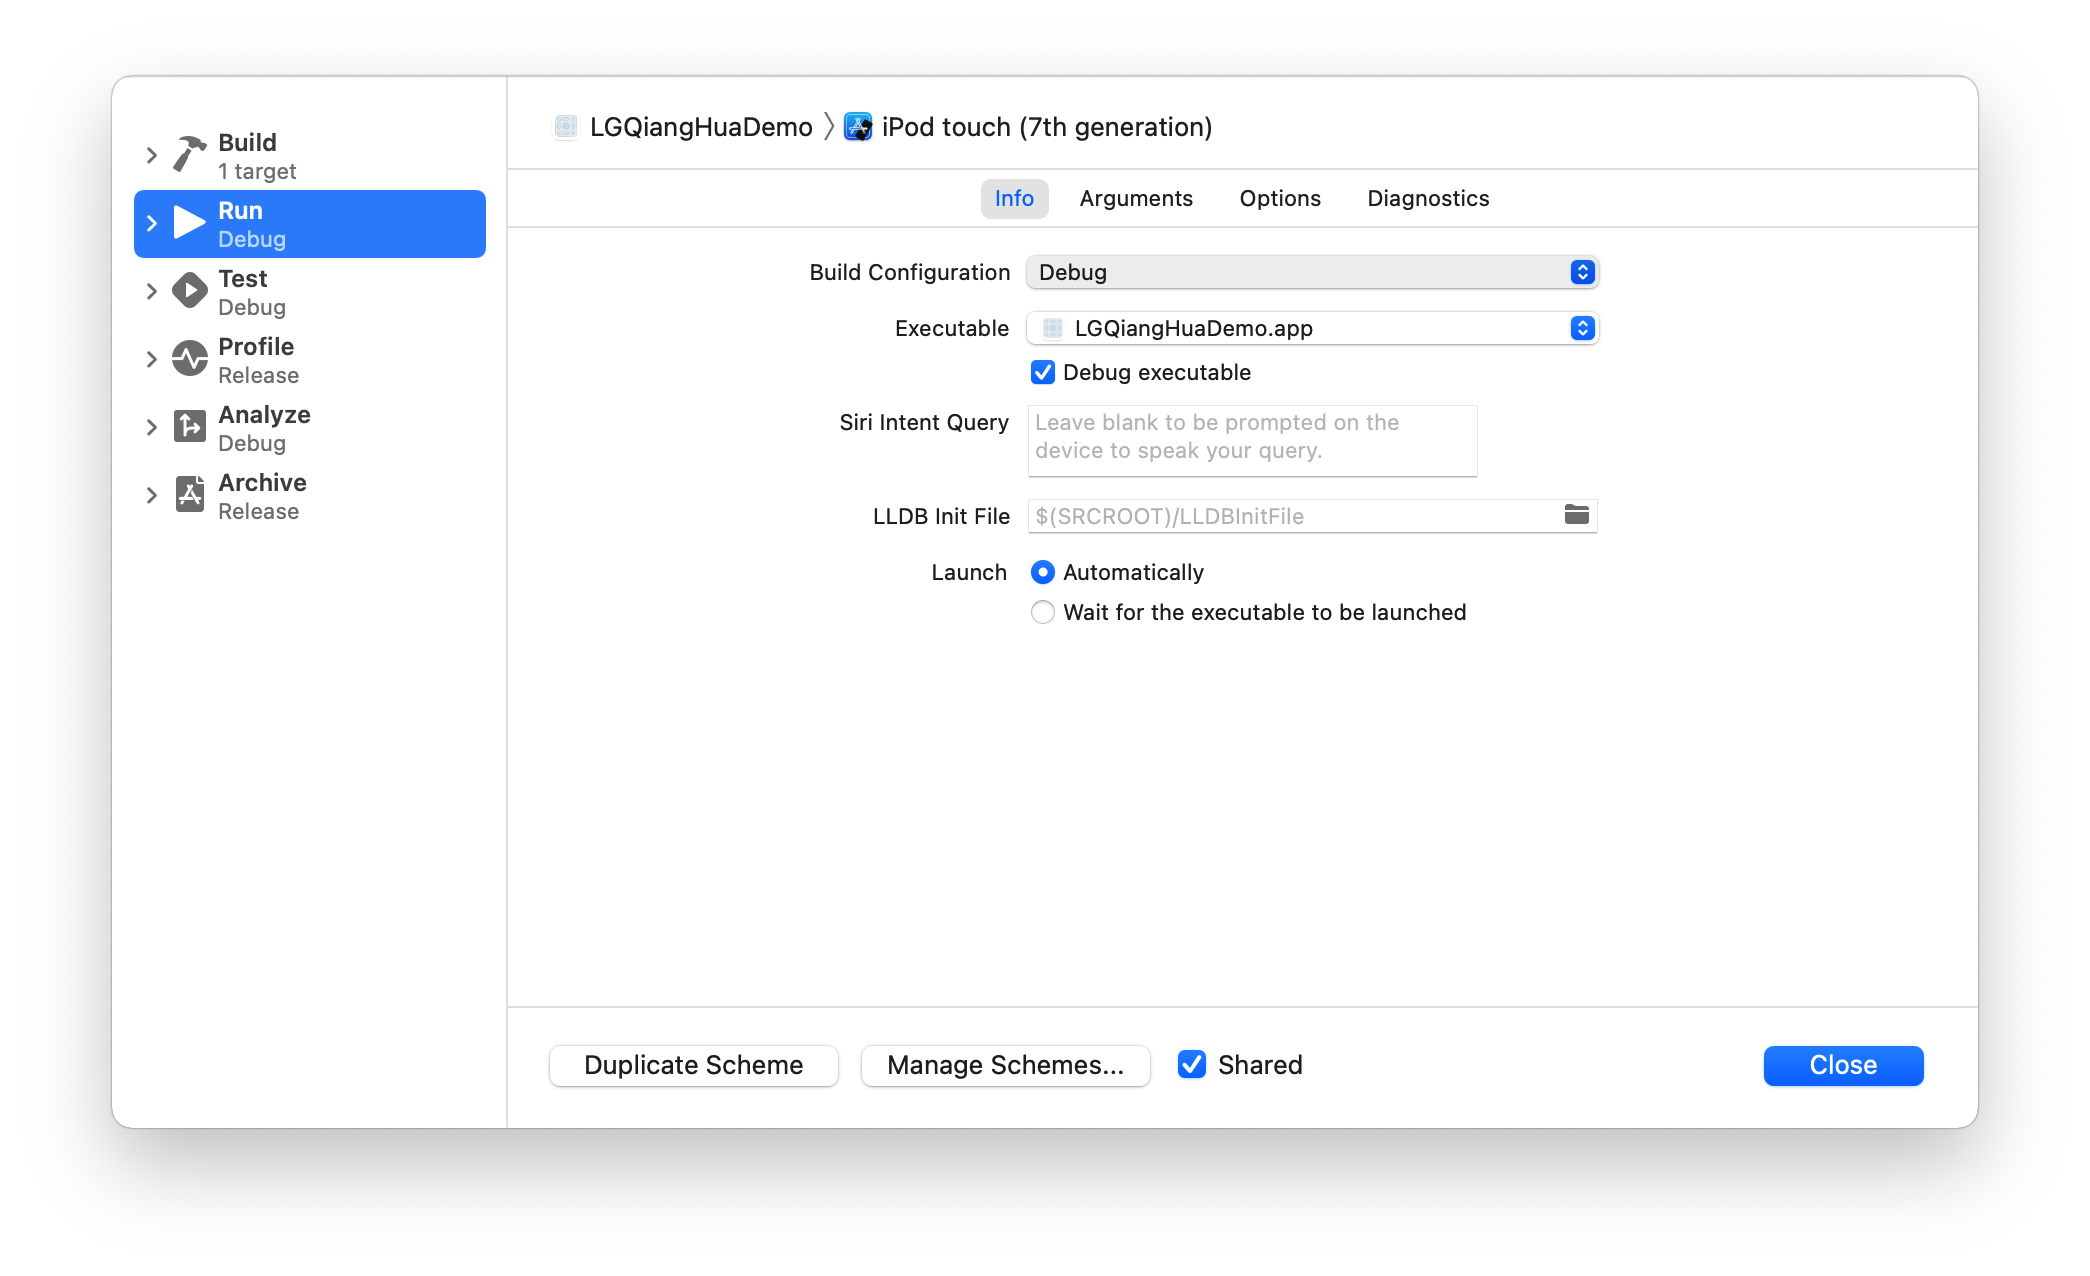 Build
1 target
Run
Debug
Test
Debug
Profile
Release
Analyze
Debug
Archive
Release
LGQiangHuaDemo 〉 iPod touch (7th generation)
Info Arguments Options Diagnostics
Build Configuration Debug
Executable LGQiangHuaDemo.app
Debug executable
Siri Intent Query Leave blank to be prompted on the
device to speak your query.
LLDB Init File $(SRCROOT)/LLDBInitFile
Launch Automatically
Wait for the executable to be launched
Duplicate Scheme Manage Schemes... Shared Close